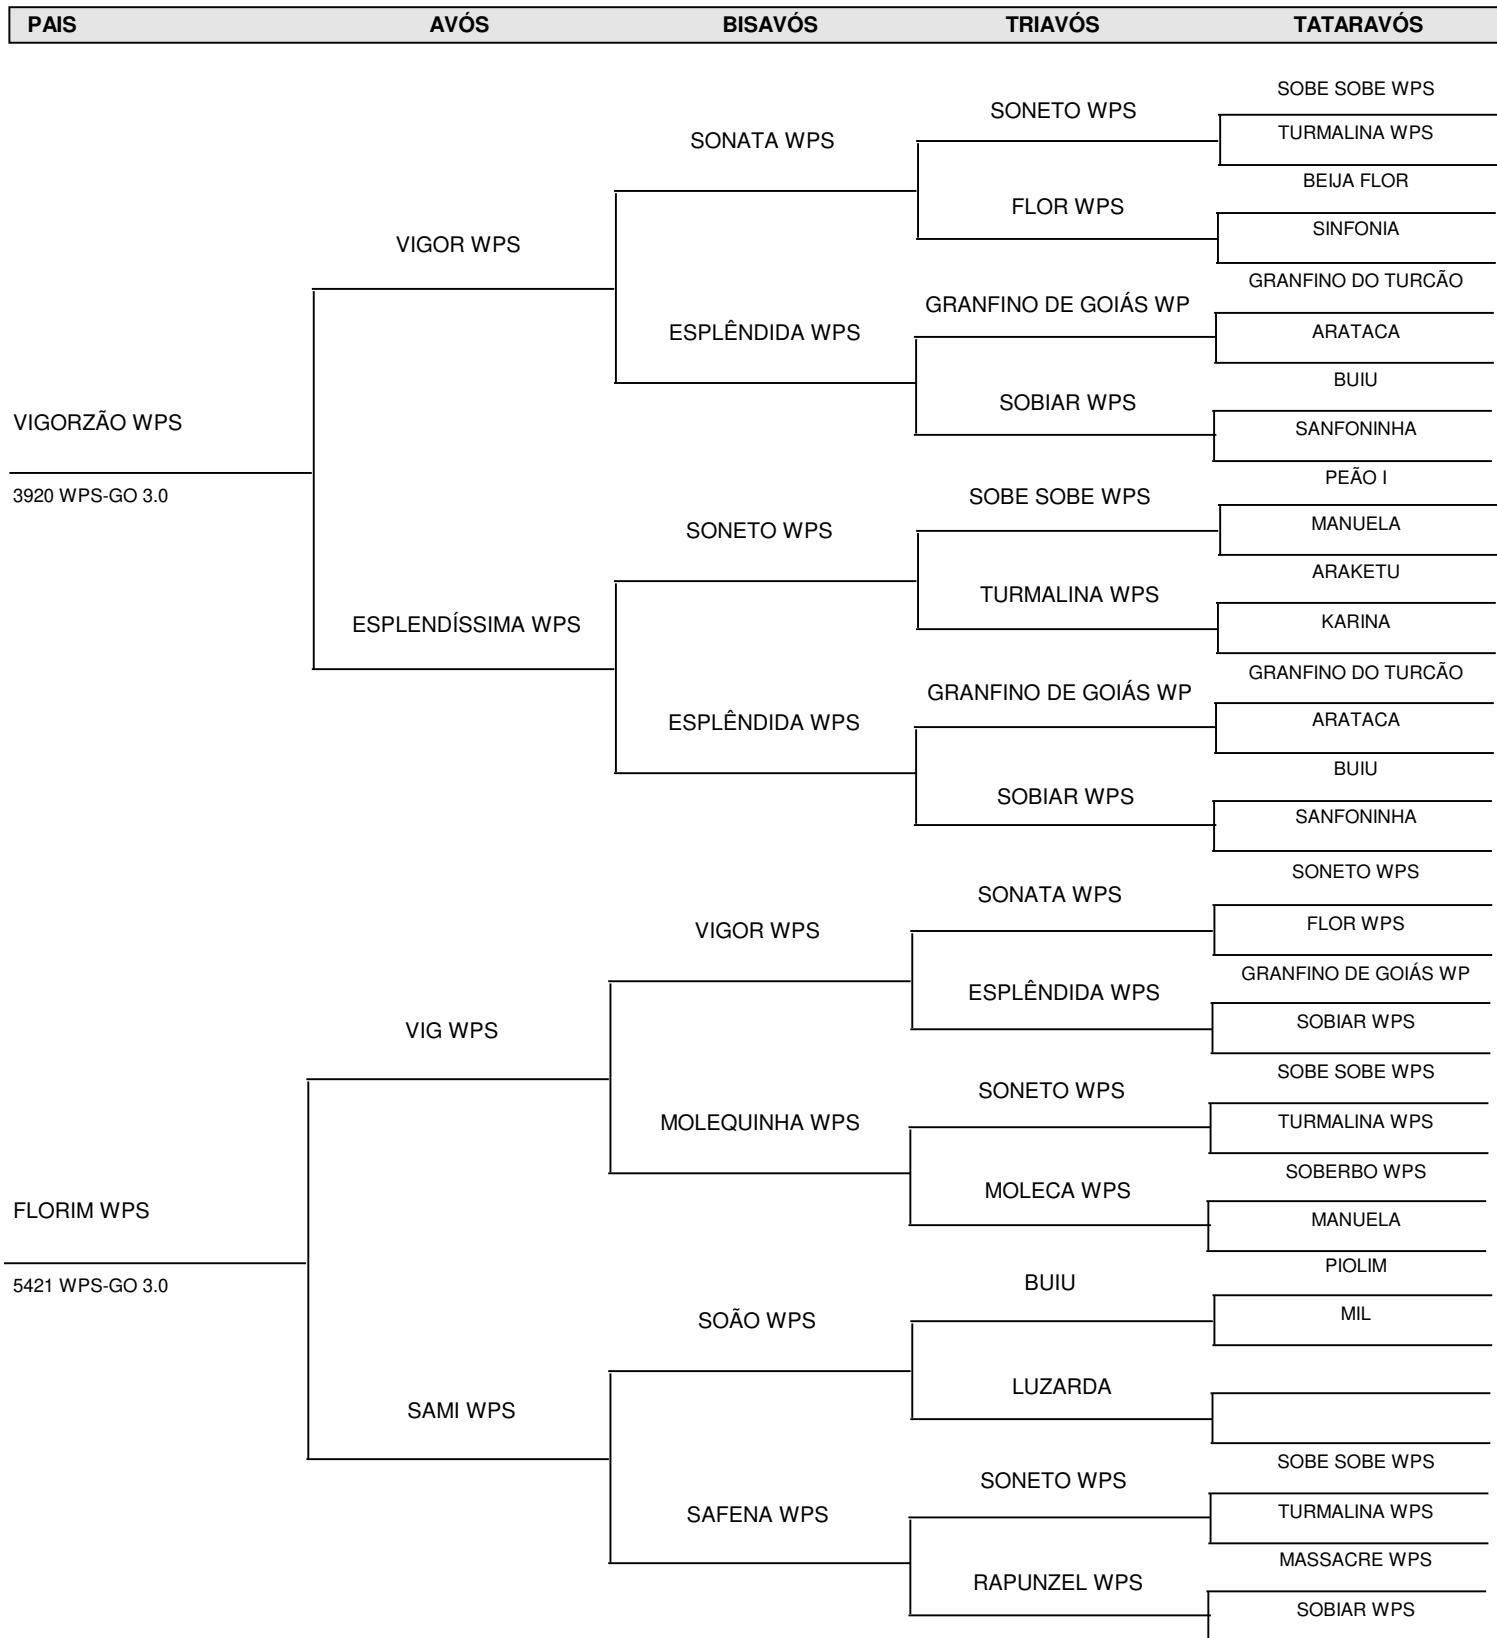 PAIS AVÓS BISAVÓS TRIAVÓS TATARAVÓS
SOBE SOBE WPS
SONETO WPS
TURMALINA WPS
SONATA WPS
BEIJA FLOR
FLOR WPS
SINFONIA
VIGOR WPS
GRANFINO DO TURCÃO
GRANFINO DE GOIÁS WP
ARATACA
ESPLÊNDIDA WPS
BUIU
SOBIAR WPS
VIGORZÃO WPS
SANFONINHA
PEÃO I
3920 WPS-GO 3.0
SOBE SOBE WPS
MANUELA
SONETO WPS
ARAKETU
TURMALINA WPS
KARINA
ESPLENDÍSSIMA WPS
GRANFINO DO TURCÃO
GRANFINO DE GOIÁS WP
ARATACA
ESPLÊNDIDA WPS
BUIU
SOBIAR WPS
SANFONINHA
SONETO WPS
SONATA WPS
FLOR WPS
VIGOR WPS
GRANFINO DE GOIÁS WP
ESPLÊNDIDA WPS
SOBIAR WPS
VIG WPS
SOBE SOBE WPS
SONETO WPS
TURMALINA WPS
MOLEQUINHA WPS
SOBERBO WPS
MOLECA WPS
FLORIM WPS
MANUELA
PIOLIM
5421 WPS-GO 3.0
BUIU
MIL
SOÃO WPS
LUZARDA
SAMI WPS
SOBE SOBE WPS
SONETO WPS
TURMALINA WPS
SAFENA WPS
MASSACRE WPS
RAPUNZEL WPS
SOBIAR WPS